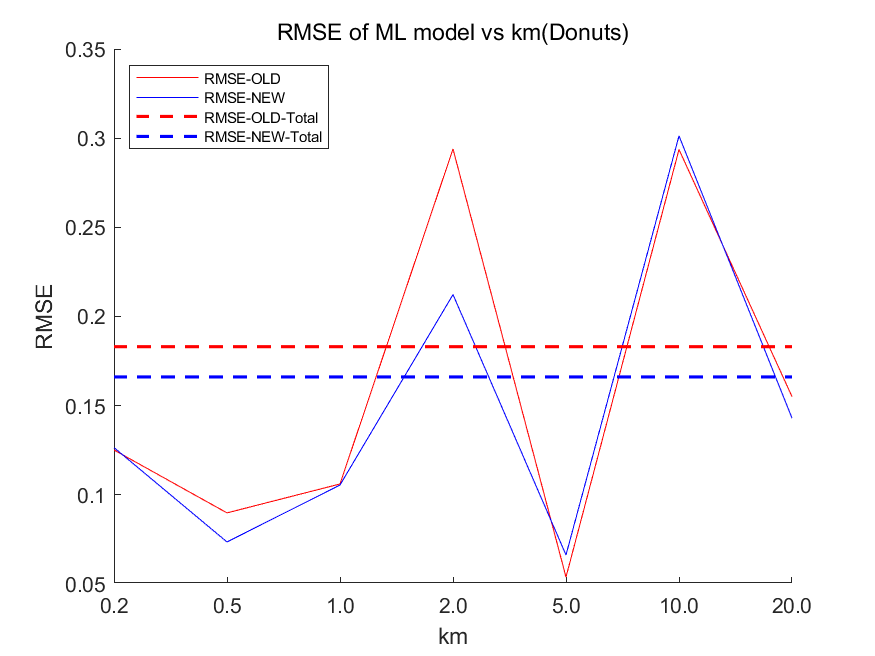 RMSE of ML model vs km(Donuts)
0.35
0.3
0.25
0.2
0.15
0.1
0.05
RMSE
RMSE-OLD
RMSE-NEW
RMSE-OLD-Total
RMSE-NEW-Total
0.2 0.5 1.0 2.0 5.0 10.0 20.0
km